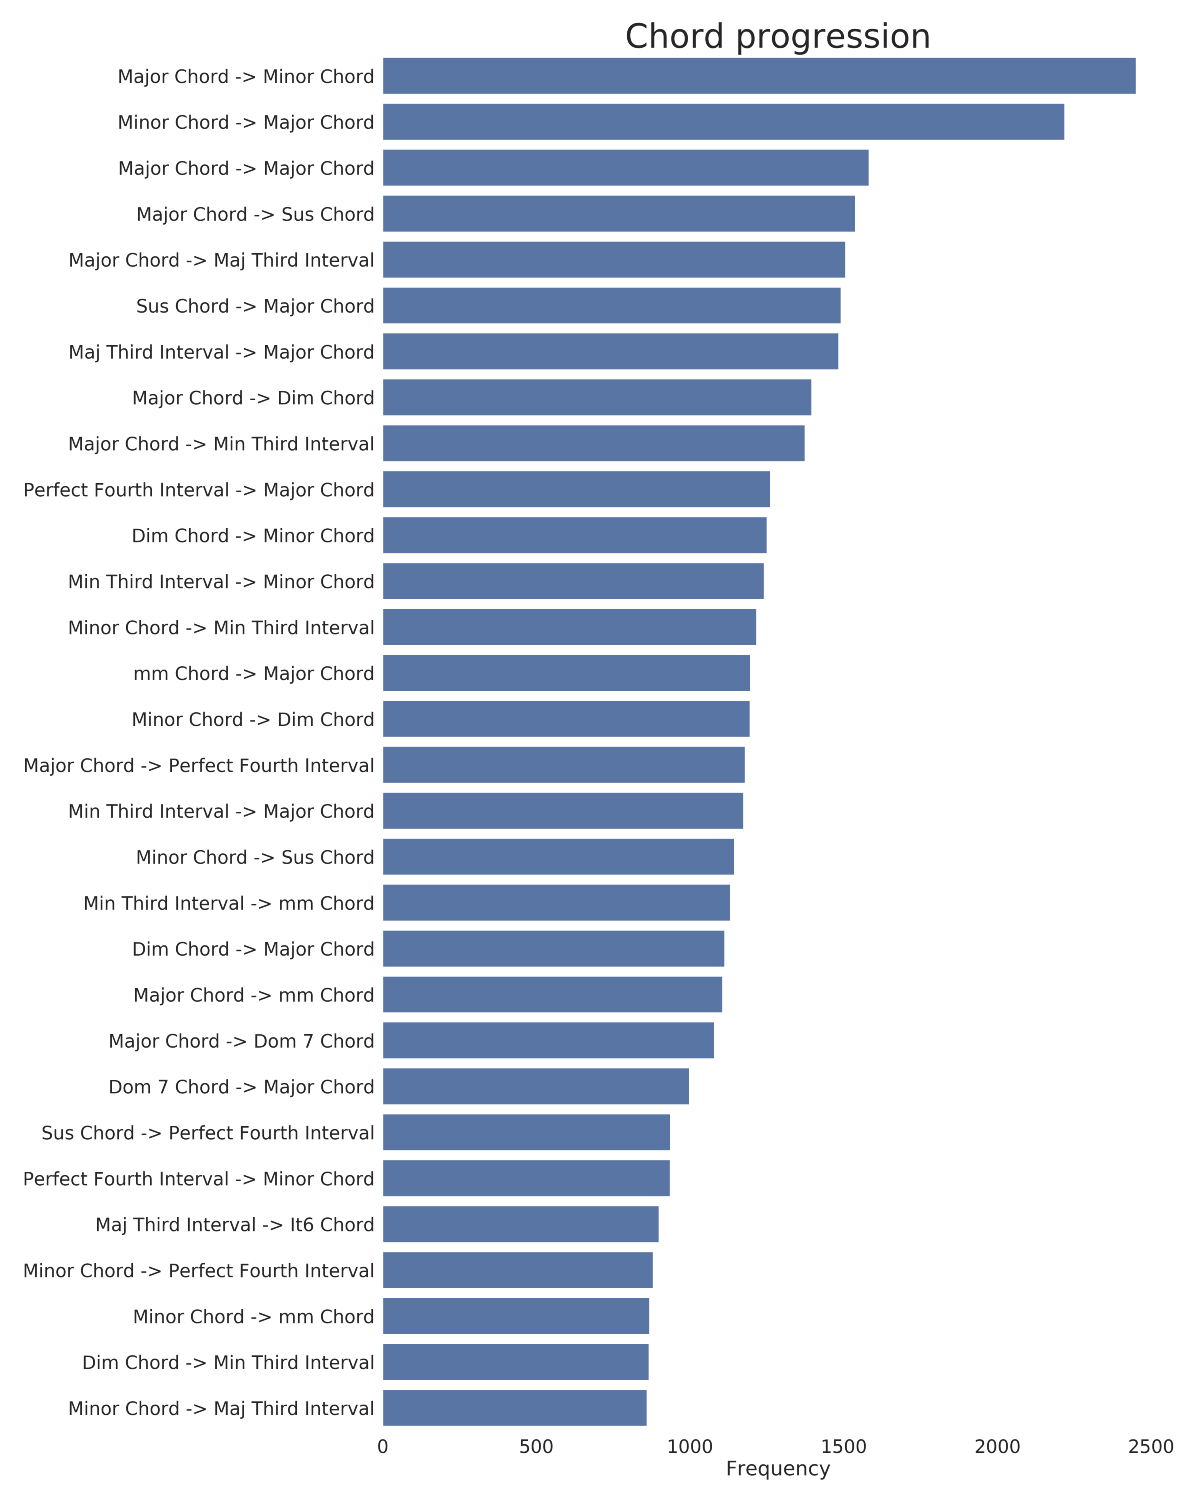 Chord progression
Major Chord -> Minor Chord
Minor Chord -> Major Chord
Major Chord -> Major Chord
Major Chord -> Sus Chord
Major Chord -> Maj Third Interval
Sus Chord -> Major Chord
Maj Third Interval -> Major Chord
Major Chord -> Dim Chord
Major Chord -> Min Third Interval
Perfect Fourth Interval -> Major Chord
Dim Chord -> Minor Chord
Min Third Interval -> Minor Chord
Minor Chord -> Min Third Interval
mm Chord -> Major Chord
Minor Chord -> Dim Chord
Major Chord -> Perfect Fourth Interval
Min Third Interval -> Major Chord
Minor Chord -> Sus Chord
Min Third Interval -> mm Chord
Dim Chord -> Major Chord
Major Chord -> mm Chord
Major Chord -> Dom 7 Chord
Dom 7 Chord -> Major Chord
Sus Chord -> Perfect Fourth Interval
Perfect Fourth Interval -> Minor Chord
Maj Third Interval -> It6 Chord
Minor Chord -> Perfect Fourth Interval
Minor Chord -> mm Chord
Dim Chord -> Min Third Interval
Minor Chord -> Maj Third Interval
0 500 1000 1500 2000 2500
Frequency